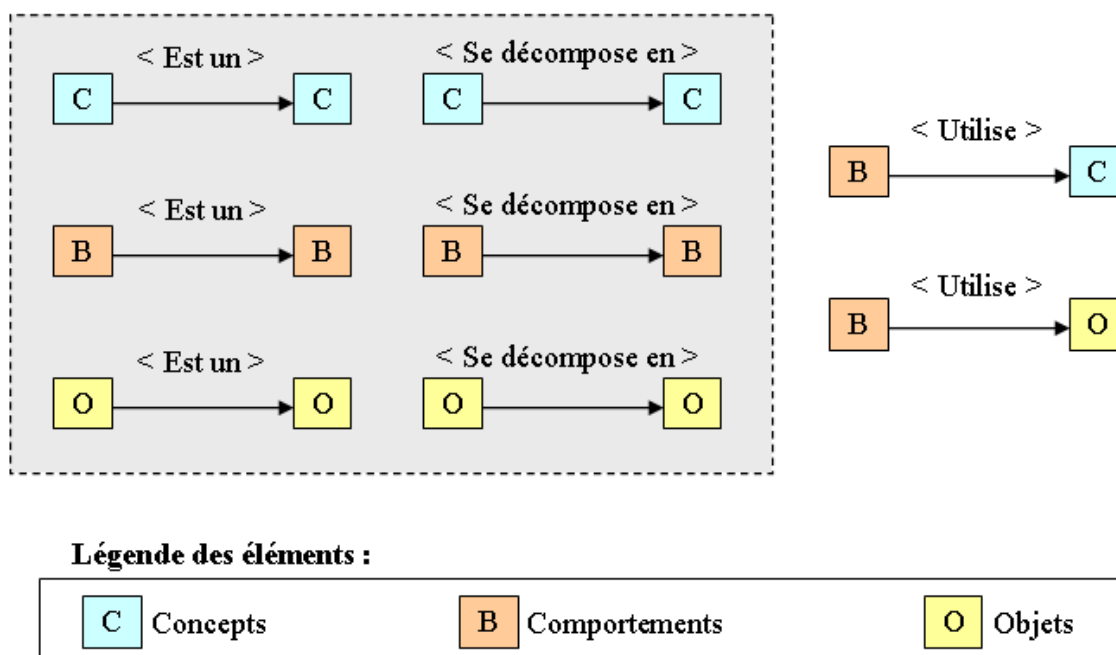 < Est un > < Se décompose en >
C C C C
< Utilise >
B C
< Est un > < Se décompose en >
B B B B
< Utilise >
B O
< Est un > < Se décompose en >
O O O O
Légende des éléments :
C Concepts B Comportements O Objets